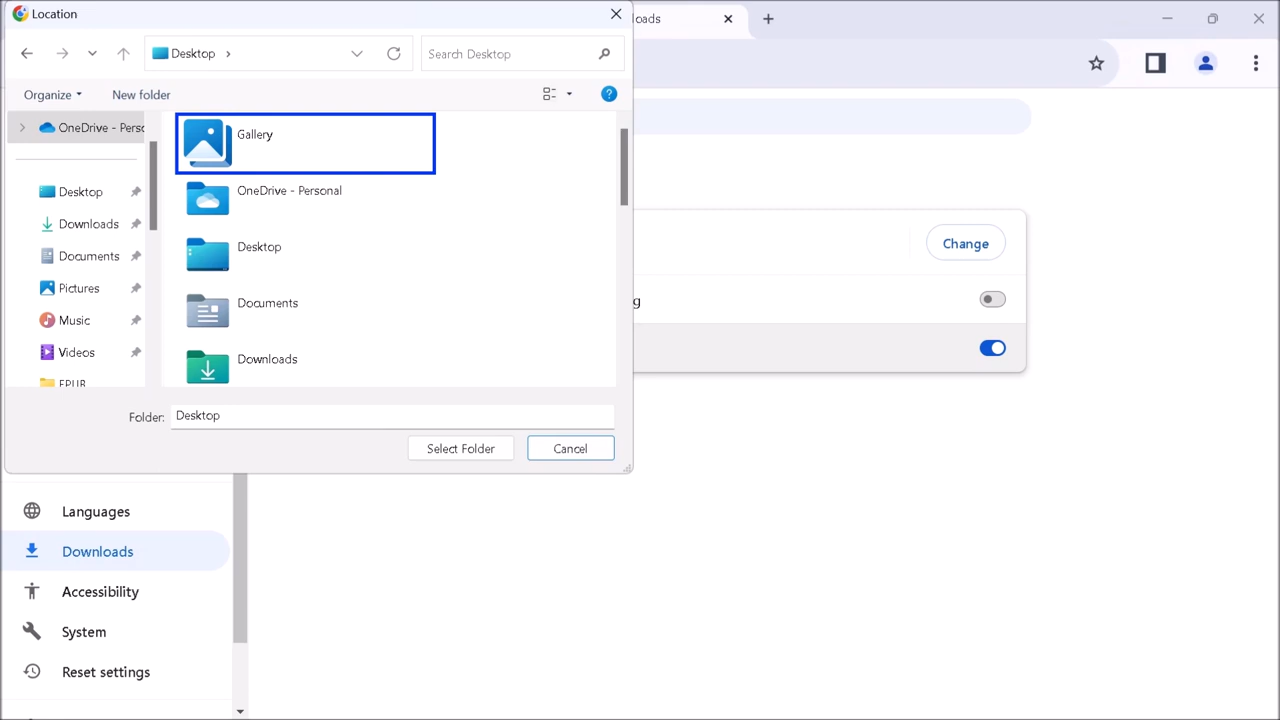 Location
loads
Desktop
Search Desktop
Organize
New folder
?
OneDrive - Perso
Desktop
Downloads
Documents
Pictures
Music
Videos
EPUB
Gallery
OneDrive - Personal
Desktop
Documents
Downloads
Folder: Desktop
Select Folder
Cancel
Change
g
Languages
Downloads
Accessibility
System
Reset settings